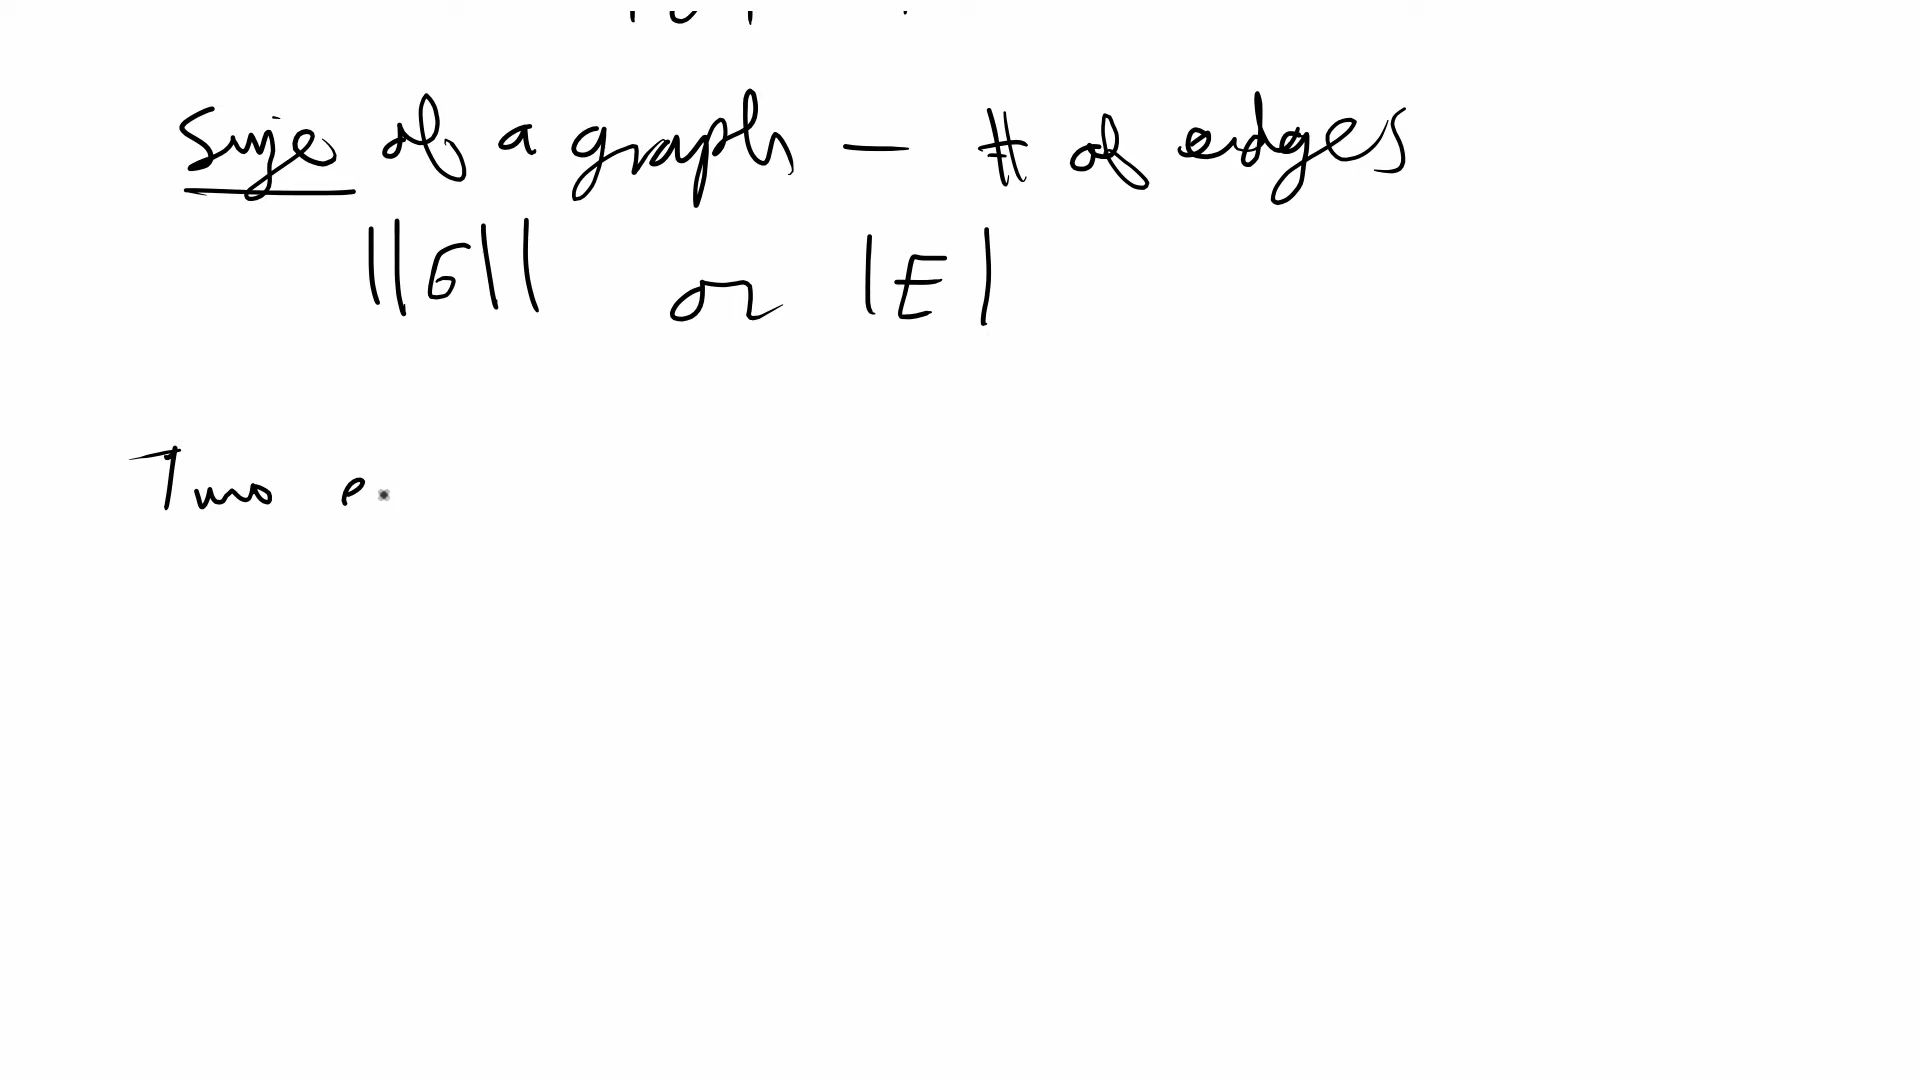 Size of a graph — # of edges
||G|| or |E|
Two e